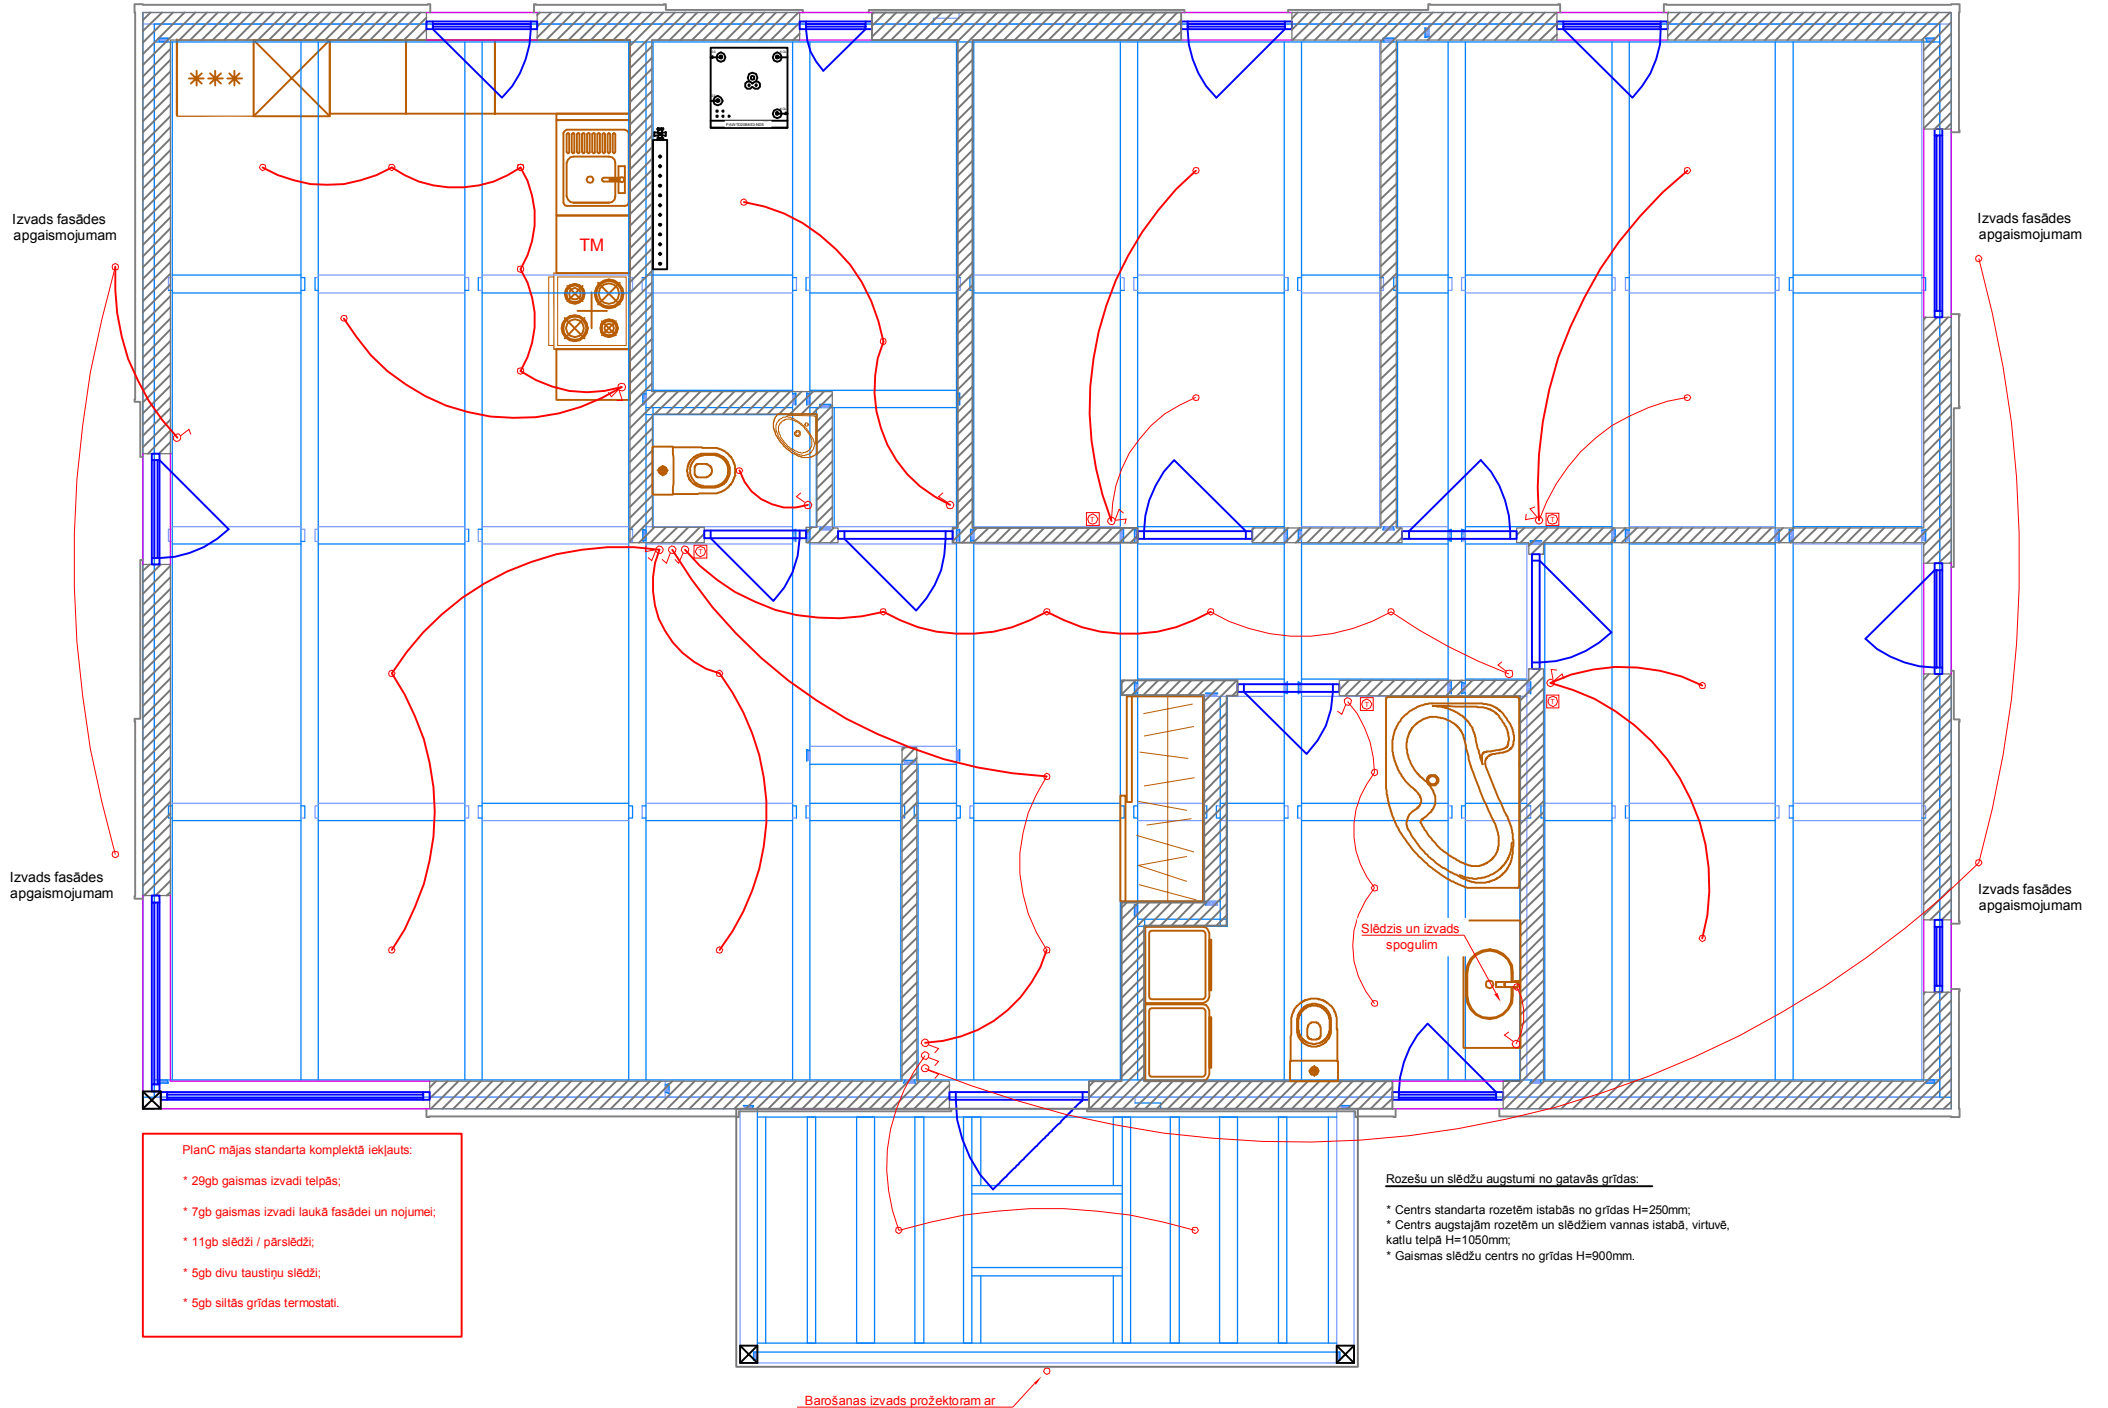 Izvads fasādes
apgaismojumam
Izvads fasādes
apgaismojumam
TM
Izvads fasādes
apgaismojumam
Izvads fasādes
apgaismojumam
Slēdzis un izvads
spogulim
PlanC mājas standarta komplektā iekļauts:
* 29gb gaismas izvadi telpās;
* 7gb gaismas izvadi laukā fasādei un nojumei;
* 11gb slēdži / pārslēdži;
* 5gb divu taustiņu slēdži;
* 5gb siltās grīdas termostati.
Rozešu un slēdžu augstumi no gatavās grīdas:
* Centrs standarta rozetēm istabās no grīdas H=250mm;
* Centrs augstajām rozetēm un slēdžiem vannas istabā, virtuvē,
katlu telpā H=1050mm;
* Gaismas slēdžu centrs no grīdas H=900mm.
Barošanas izvads prožektoram ar